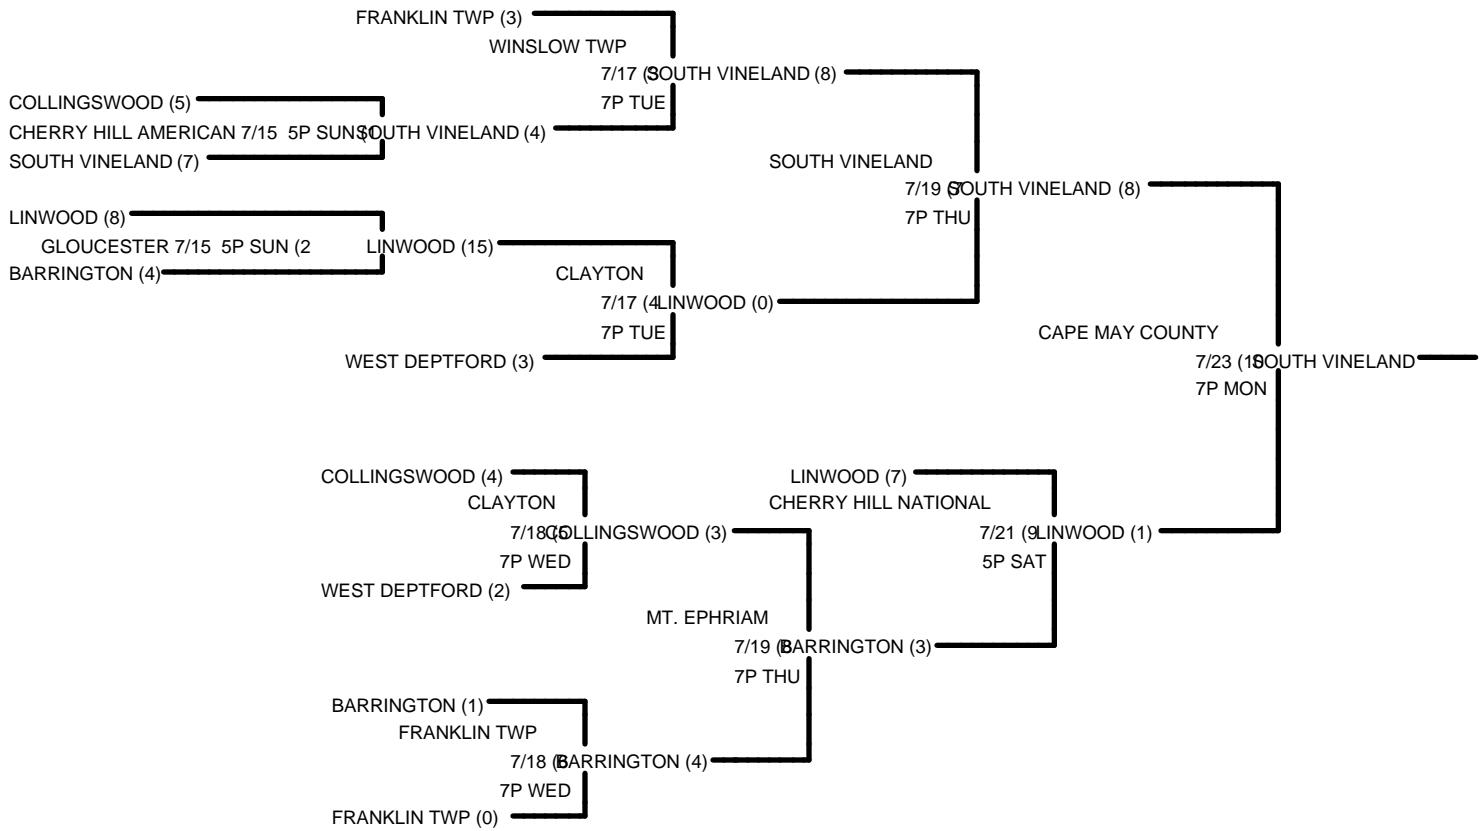 FRANKLIN TWP (3)
WINSLOW TWP
7/17 (3
SOUTH VINELAND (8)
7P TUE
COLLINGSWOOD (5)
CHERRY HILL AMERICAN 7/15 5P SUN (1
SOUTH VINELAND (4)
SOUTH VINELAND (7)
SOUTH VINELAND
7/19 (7
SOUTH VINELAND (8)
7P THU
LINWOOD (8)
GLOUCESTER 7/15 5P SUN (2
LINWOOD (15)
BARRINGTON (4)
CLAYTON
7/17 (4
LINWOOD (0)
7P TUE
WEST DEPTFORD (3)
CAPE MAY COUNTY
7/23 (10
SOUTH VINELAND
7P MON
COLLINGSWOOD (4)
CLAYTON
7/18 (5
COLLINGSWOOD (3)
7P WED
WEST DEPTFORD (2)
LINWOOD (7)
CHERRY HILL NATIONAL
7/21 (9
LINWOOD (1)
5P SAT
MT. EPHRIAM
7/19 (8
BARRINGTON (3)
7P THU
BARRINGTON (1)
FRANKLIN TWP
7/18 (6
BARRINGTON (4)
7P WED
FRANKLIN TWP (0)